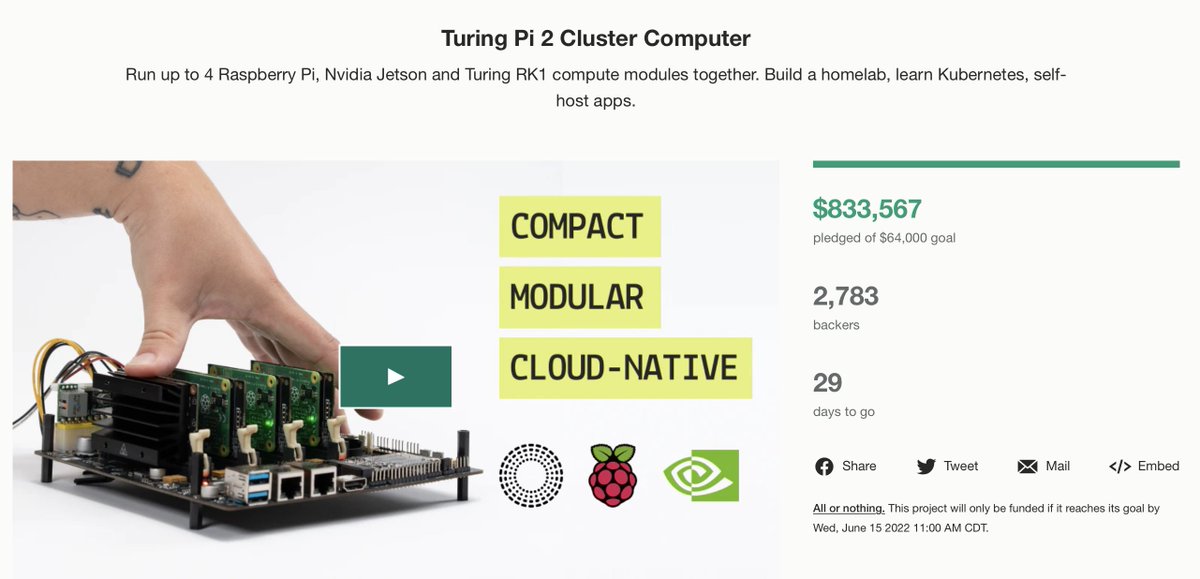 Turing Pi 2 Cluster Computer
Run up to 4 Raspberry Pi, Nvidia Jetson and Turing RK1 compute modules together. Build a homelab, learn Kubernetes, self-
host apps.
COMPACT
MODULAR
CLOUD-NATIVE
$833,567
pledged of $64,000 goal
2,783
backers
29
days to go
Share Tweet Mail Embed
All or nothing. This project will only be funded if it reaches its goal by
Wed, June 15 2022 11:00 AM CDT.